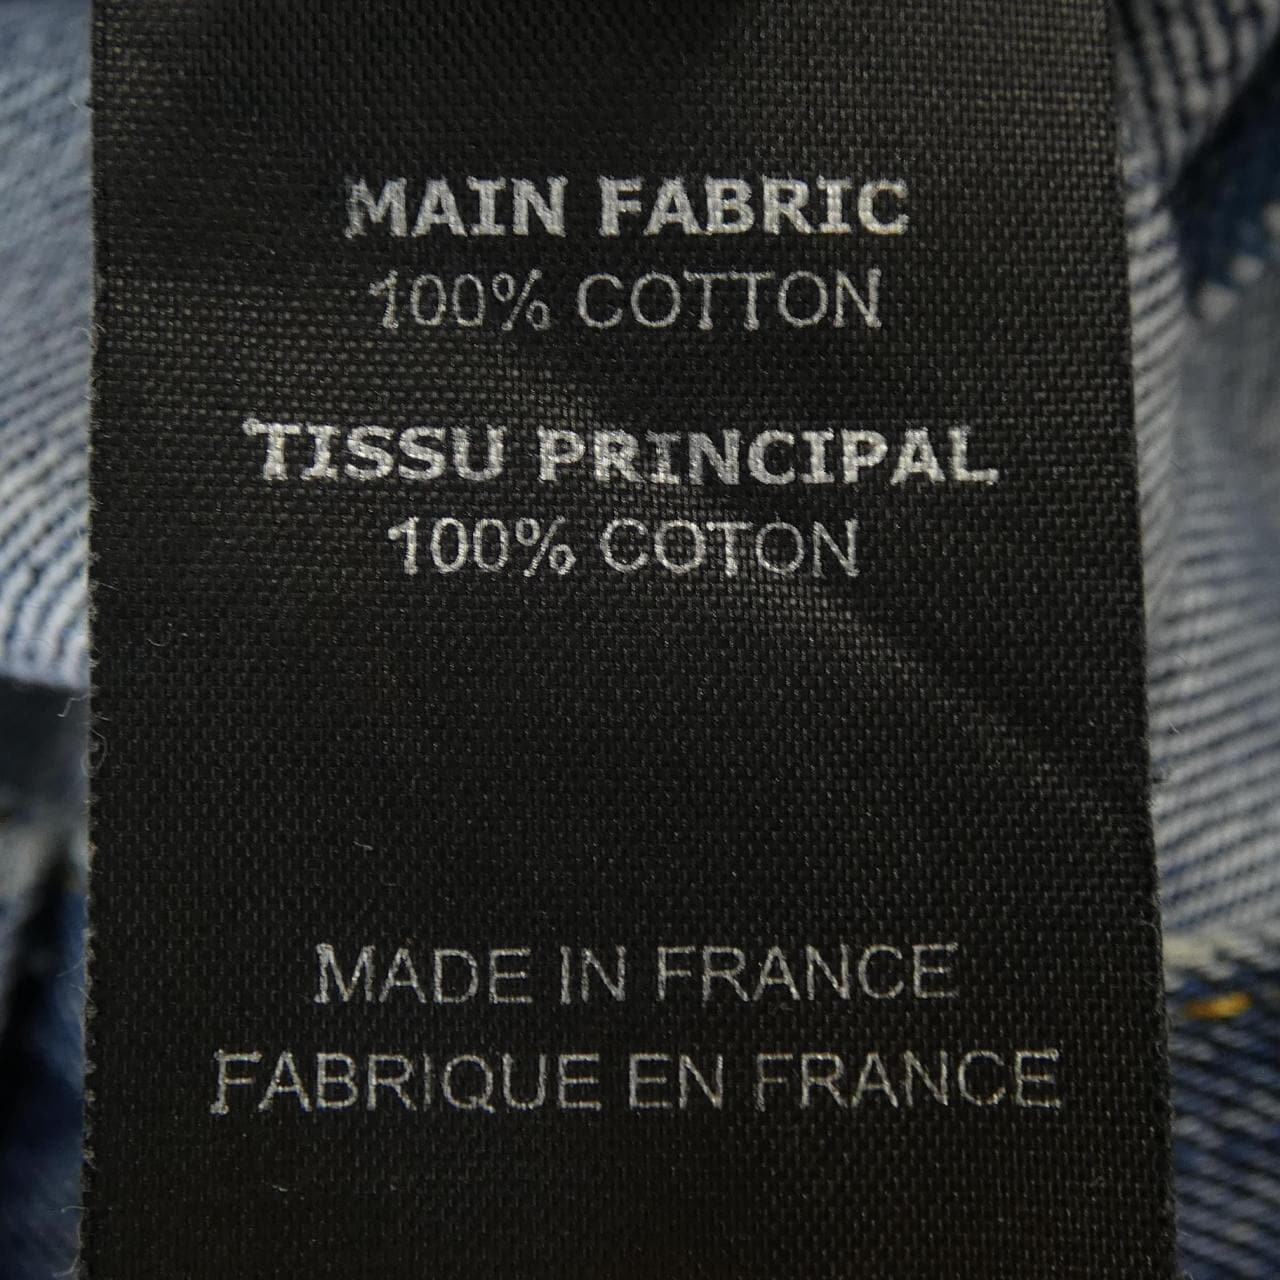 MAIN FABRIC
100% COTTON
TISSU PRINCIPAL
100% COTON
MADE IN FRANCE
FABRIQUE EN FRANCE